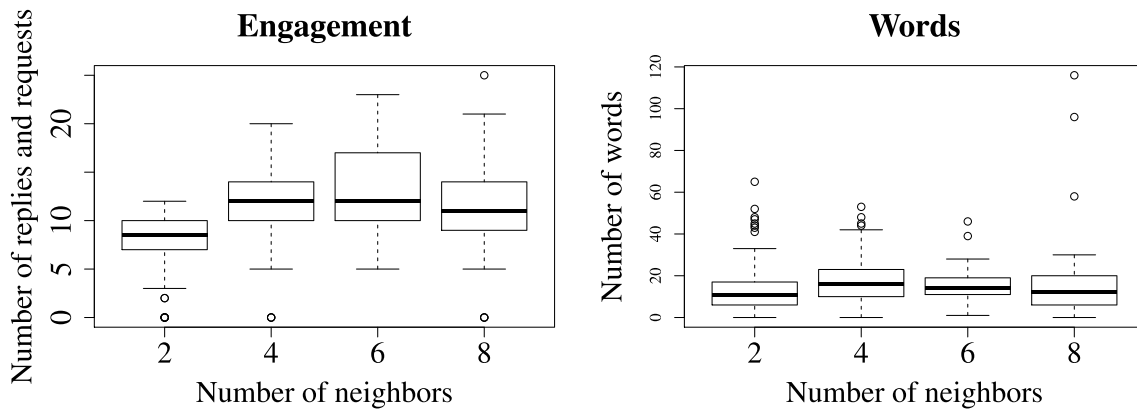 Engagement
Number of replies and requests
20
10
5
0
2 4 6 8
Number of neighbors
Words
Number of words
120
100
80
60
40
20
0
2 4 6 8
Number of neighbors